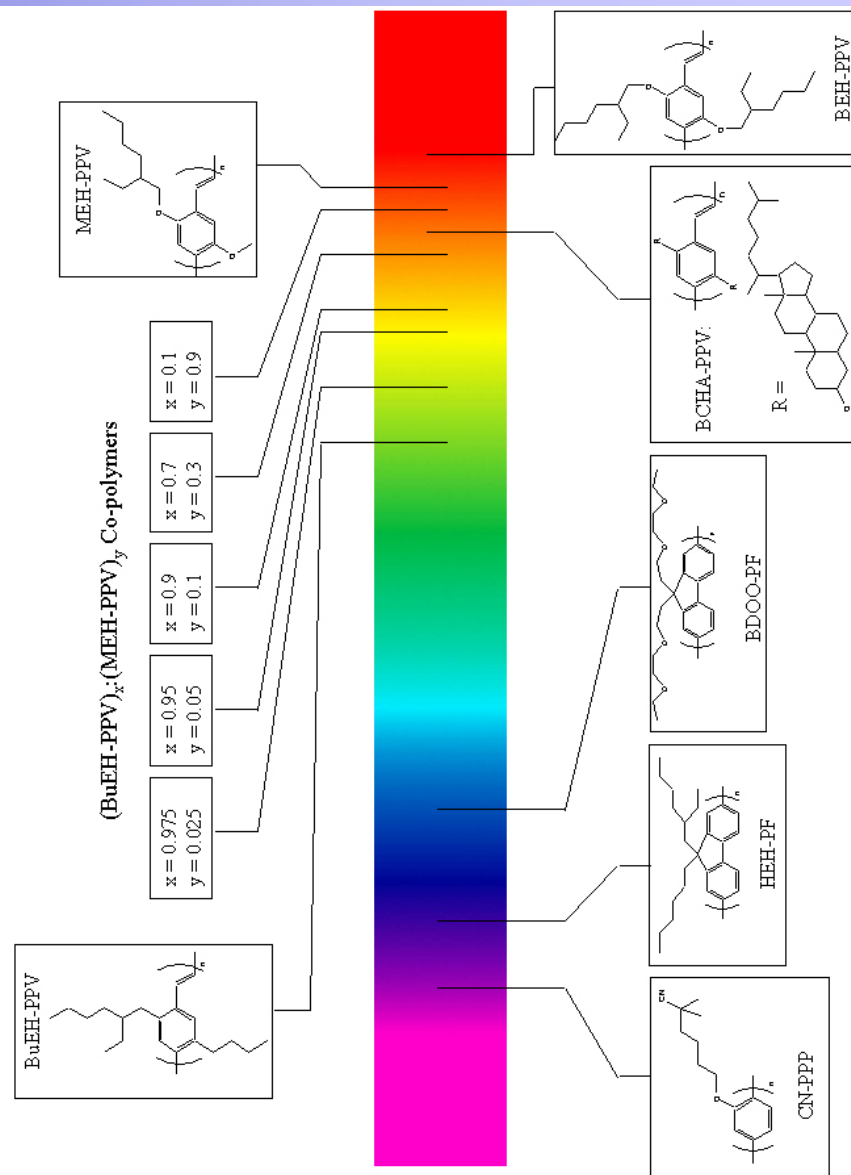 BuEH-PPV
n
(BuEH-PPV)x:(MEH-PPV)y Co-polymers
x = 0.975
y = 0.025
x = 0.95
y = 0.05
x = 0.9
y = 0.1
x = 0.7
y = 0.3
x = 0.1
y = 0.9
MEH-PPV
O
O
n
CN
O
n
CN-PPP
n
HEH-PF
O
O
O
O
n
BDOO-PF
BCHA-PPV:
R
R
n
R =
O
BEH-PPV
O
O
n